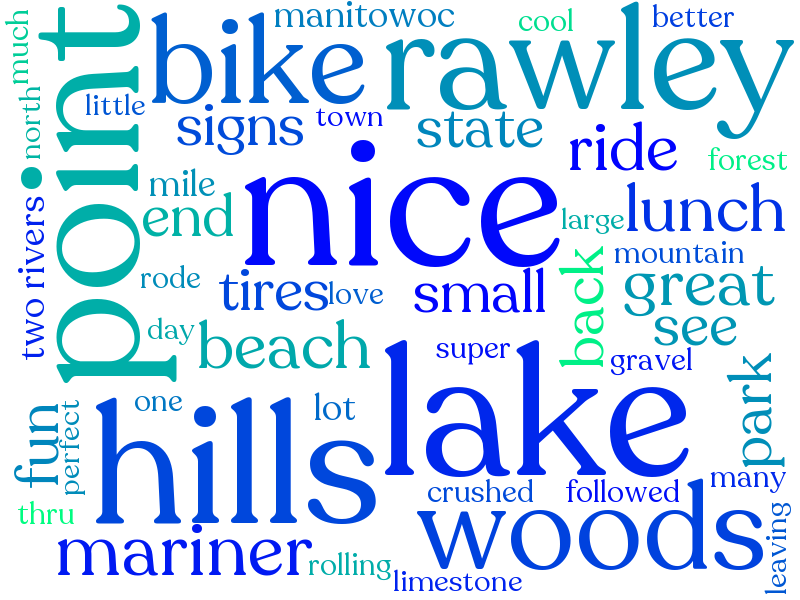 manitowoc
cool
better
much
point
bike
rawley
little
north
signs
town
state
ride
forest
nice
mile
end
large
lunch
two rivers
mountain
rode
tires
love
small
back
great
day
beach
see
super
gravel
lake
park
one
lot
fun
perfect
hills
many
crushed
followed
thru
woods
mariner
rolling
limestone
leaving